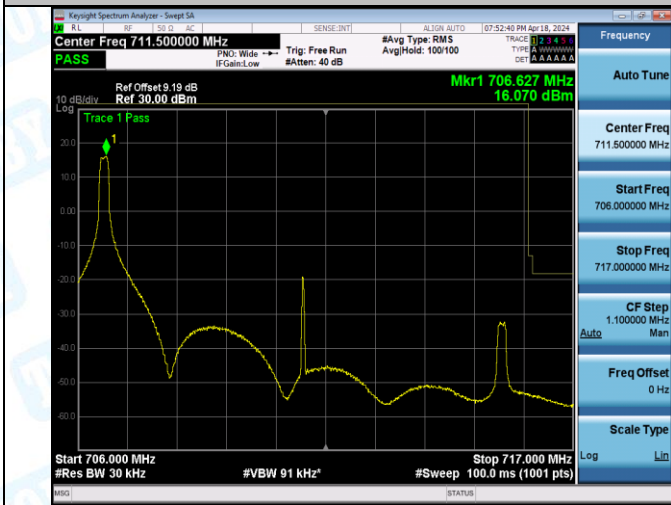 Keysight Spectrum Analyzer - Swept SA
RL RF 50 Ω AC SENSE:INT ALIGN AUTO 07:52:40 PM Apr 18, 2024
Center Freq 711.500000 MHz
PASS
PNO: Wide
IFGain:Low
Trig: Free Run
#Atten: 40 dB
#Avg Type: RMS
Avg|Hold: 100/100
TRACE 1 2 3 4 5 6
TYPE A WWWWW
DET A A A A A A
Ref Offset 9.19 dB
10 dB/div Ref 30.00 dBm
Log
Mkr1 706.627 MHz
16.070 dBm
Trace 1 Pass
1
20.0
10.0
0.00
-10.0
-20.0
-30.0
-40.0
-50.0
-60.0
Start 706.000 MHz Stop 717.000 MHz
#Res BW 30 kHz #VBW 91 kHz* #Sweep 100.0 ms (1001 pts)
MSG STATUS
Frequency
Auto Tune
Center Freq
711.500000 MHz
Start Freq
706.000000 MHz
Stop Freq
717.000000 MHz
CF Step
1.100000 MHz
Auto Man
Freq Offset
0 Hz
Scale Type
Log Lin